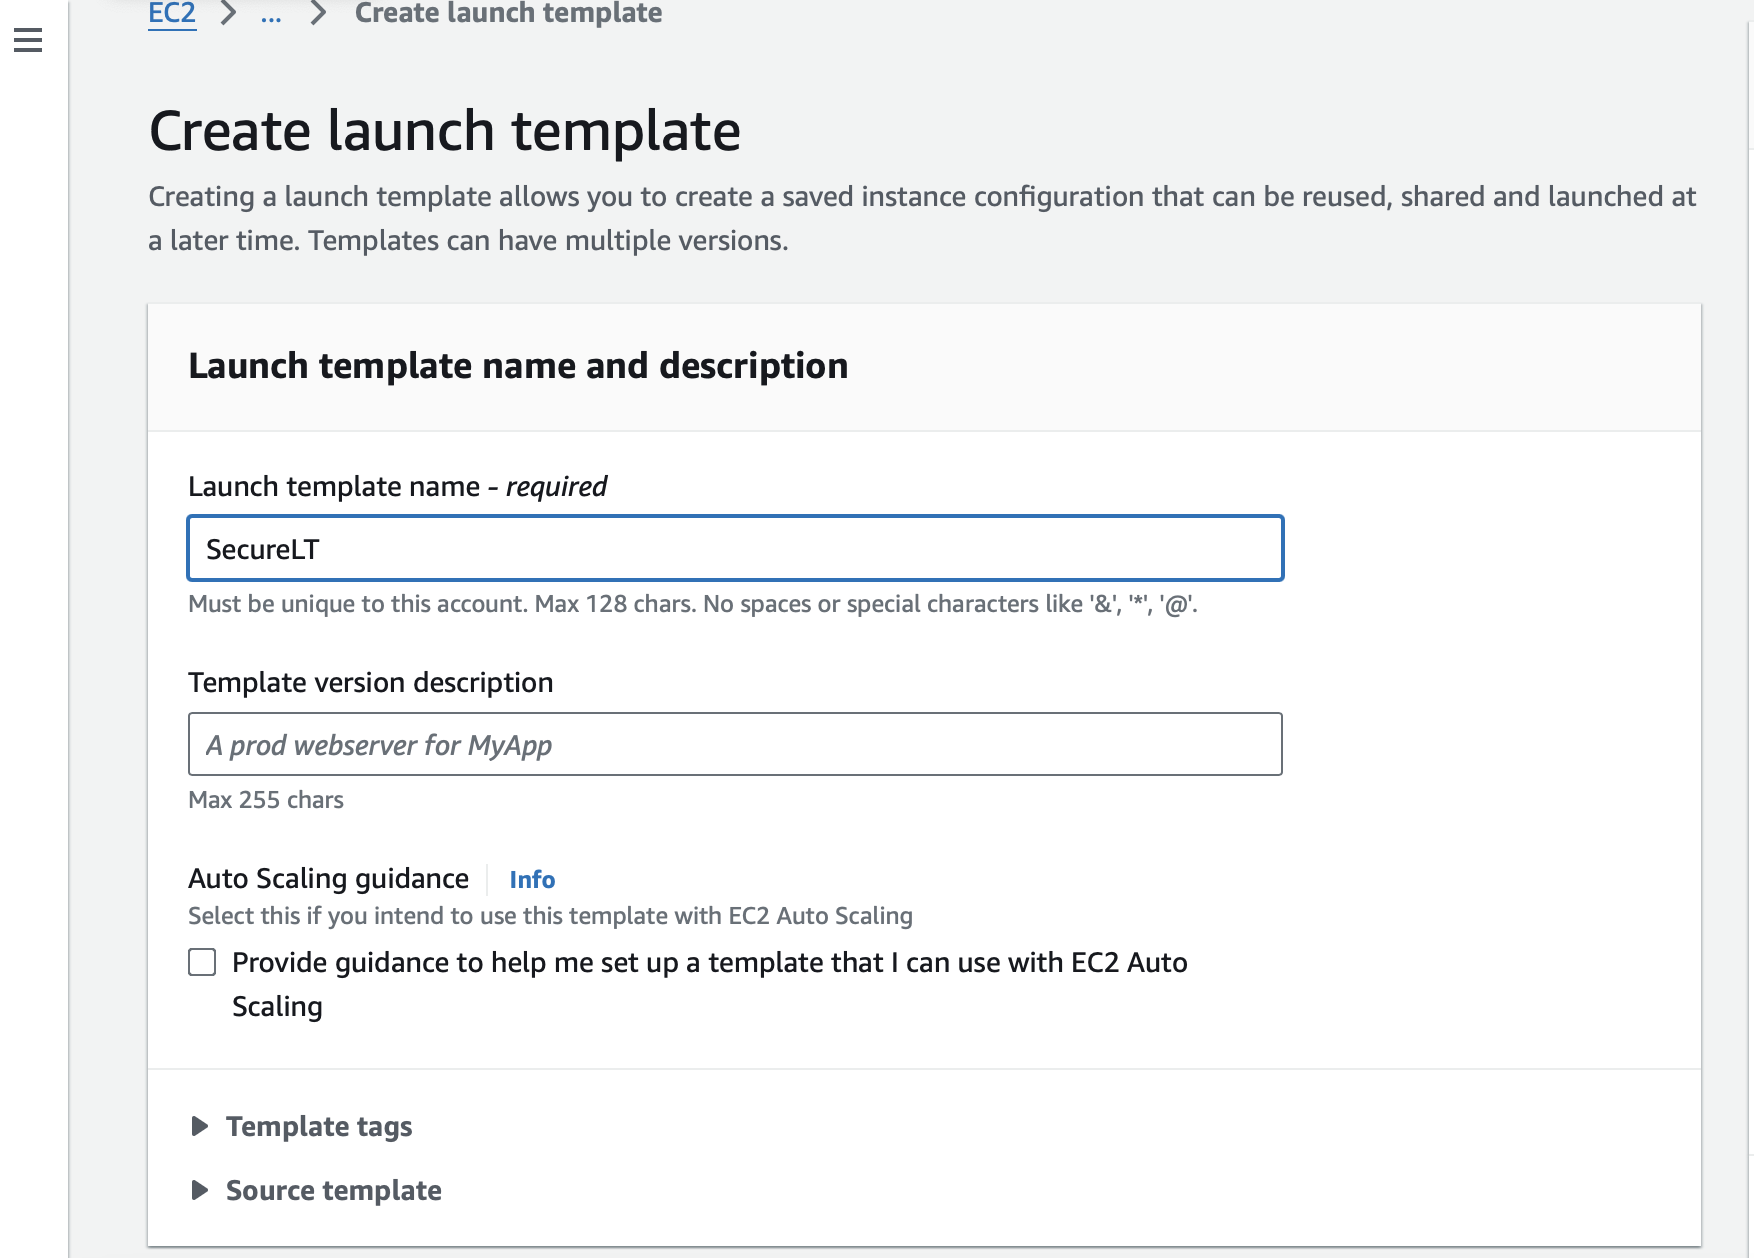 EC2 > ... > Create launch template
Create launch template
Creating a launch template allows you to create a saved instance configuration that can be reused, shared and launched at
a later time. Templates can have multiple versions.
Launch template name and description
Launch template name - required
SecureLT
Must be unique to this account. Max 128 chars. No spaces or special characters like '&', '*', '@'.
Template version description
A prod webserver for MyApp
Max 255 chars
Auto Scaling guidance Info
Select this if you intend to use this template with EC2 Auto Scaling
Provide guidance to help me set up a template that I can use with EC2 Auto
Scaling
Template tags
Source template